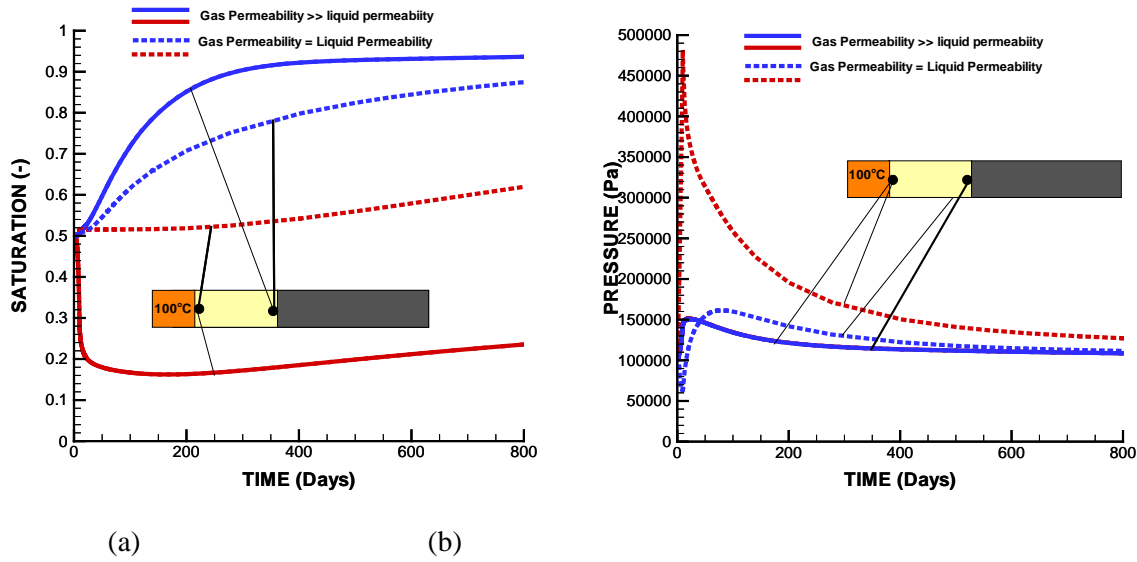 Gas Permeability >> liquid permeabiity
Gas Permeability = Liquid Permeability
1
0.9
0.8
0.7
0.6
0.5
0.4
0.3
0.2
0.1
0
SATURATION (-)
100°C
0 200 400 600 800
TIME (Days)
Gas Permeability >> liquid permeabiity
Gas Permeability = Liquid Permeability
500000
450000
400000
350000
300000
250000
200000
150000
100000
50000
0
PRESSURE (Pa)
100°C
0 200 400 600 800
TIME (Days)
(a) (b)